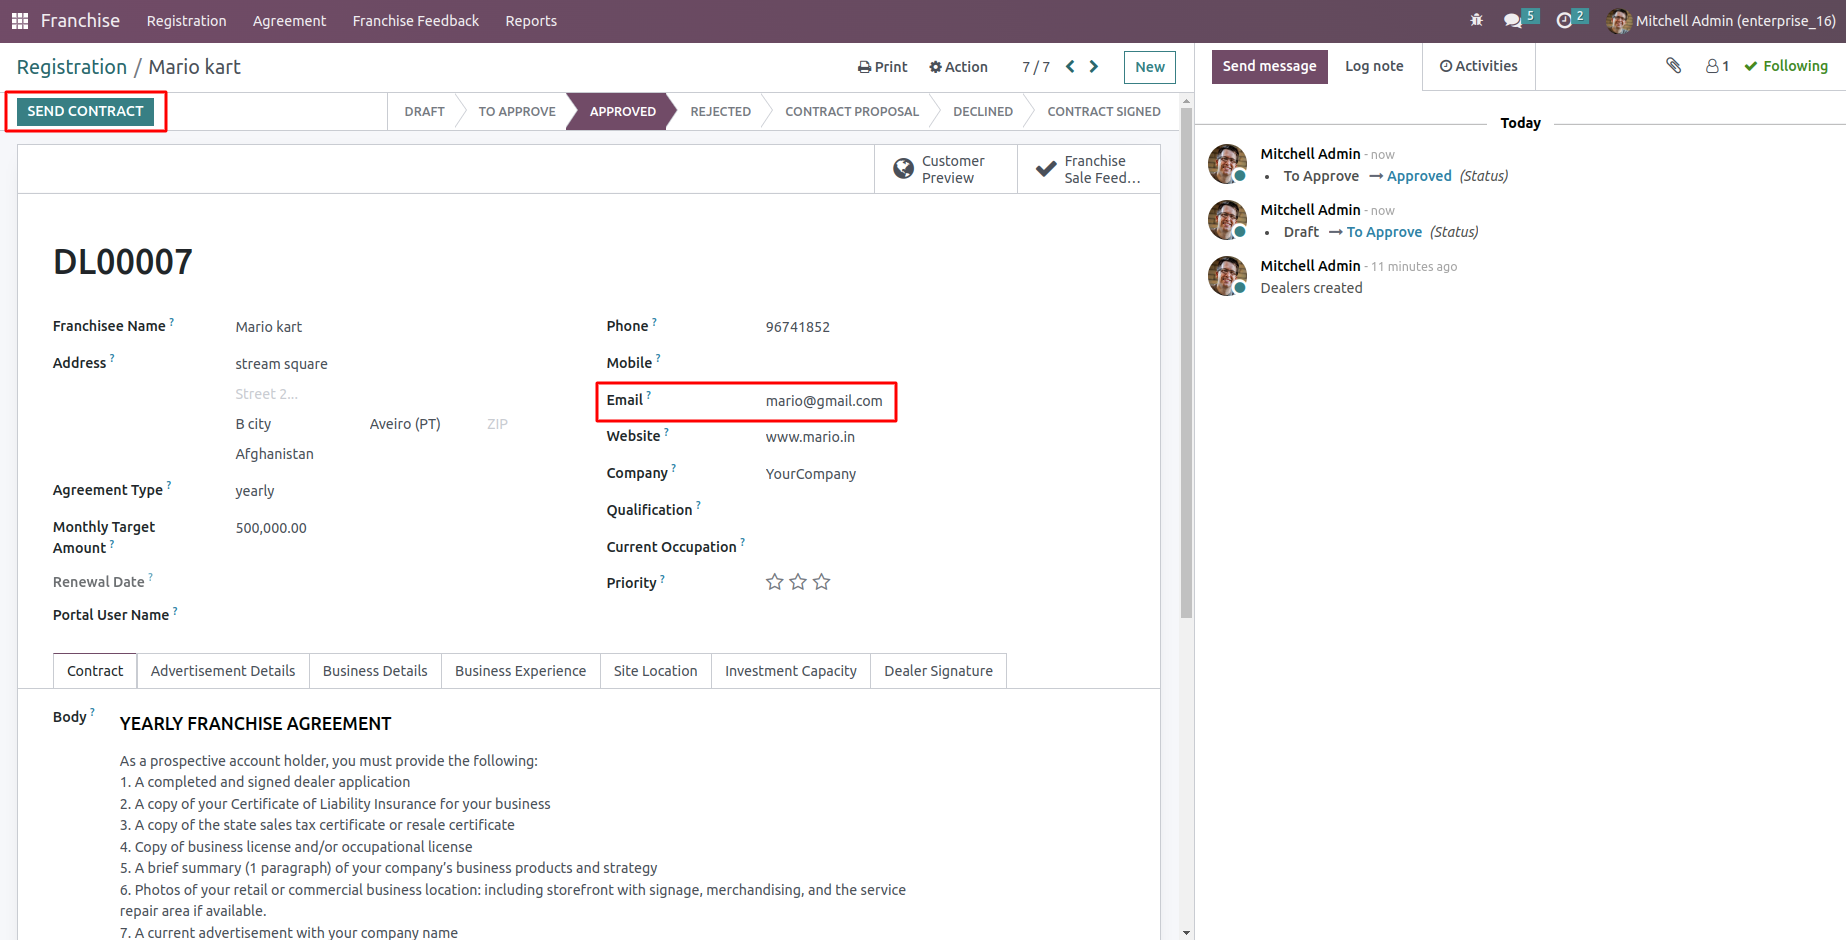 Franchise Registration Agreement Franchise Feedback Reports 5 2 Mitchell Admin (enterprise_16)
Registration / Mario kart Print Action 7 / 7 New
SEND CONTRACT DRAFT TO APPROVE APPROVED REJECTED CONTRACT PROPOSAL DECLINED CONTRACT SIGNED
Customer
Preview
Franchise
Sale Feed...
DL00007
Franchisee Name ? Mario kart
Address ? stream square
Street 2...
B city Aveiro (PT) ZIP
Afghanistan
Agreement Type ? yearly
Monthly Target
Amount ? 500,000.00
Renewal Date ?
Portal User Name ?
Phone ? 96741852
Mobile ?
Email ? mario@gmail.com
Website ? www.mario.in
Company ? YourCompany
Qualification ?
Current Occupation ?
Priority ?
Contract Advertisement Details Business Details Business Experience Site Location Investment Capacity Dealer Signature
Body ? YEARLY FRANCHISE AGREEMENT
As a prospective account holder, you must provide the following:
1. A completed and signed dealer application
2. A copy of your Certificate of Liability Insurance for your business
3. A copy of the state sales tax certificate or resale certificate
4. Copy of business license and/or occupational license
5. A brief summary (1 paragraph) of your company's business products and strategy
6. Photos of your retail or commercial business location: including storefront with signage, merchandising, and the service
repair area if available.
7. A current advertisement with your company name
Send message Log note Activities 1 Following
Today
Mitchell Admin - now
• To Approve → Approved (Status)
Mitchell Admin - now
• Draft → To Approve (Status)
Mitchell Admin - 11 minutes ago
Dealers created